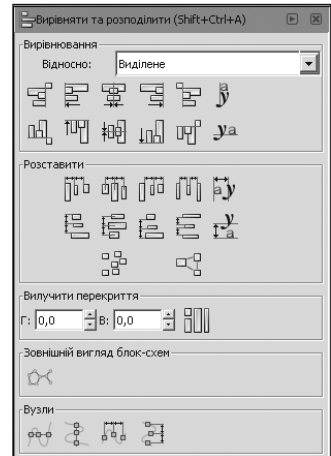 Вирівняти та розподілити (Shift+Ctrl+A)
Вирівнювання
Відносно: Виділене
Розставити
Вилучити перекриття
Г: 0,0 В: 0,0
Зовнішній вигляд блок-схем
Вузли